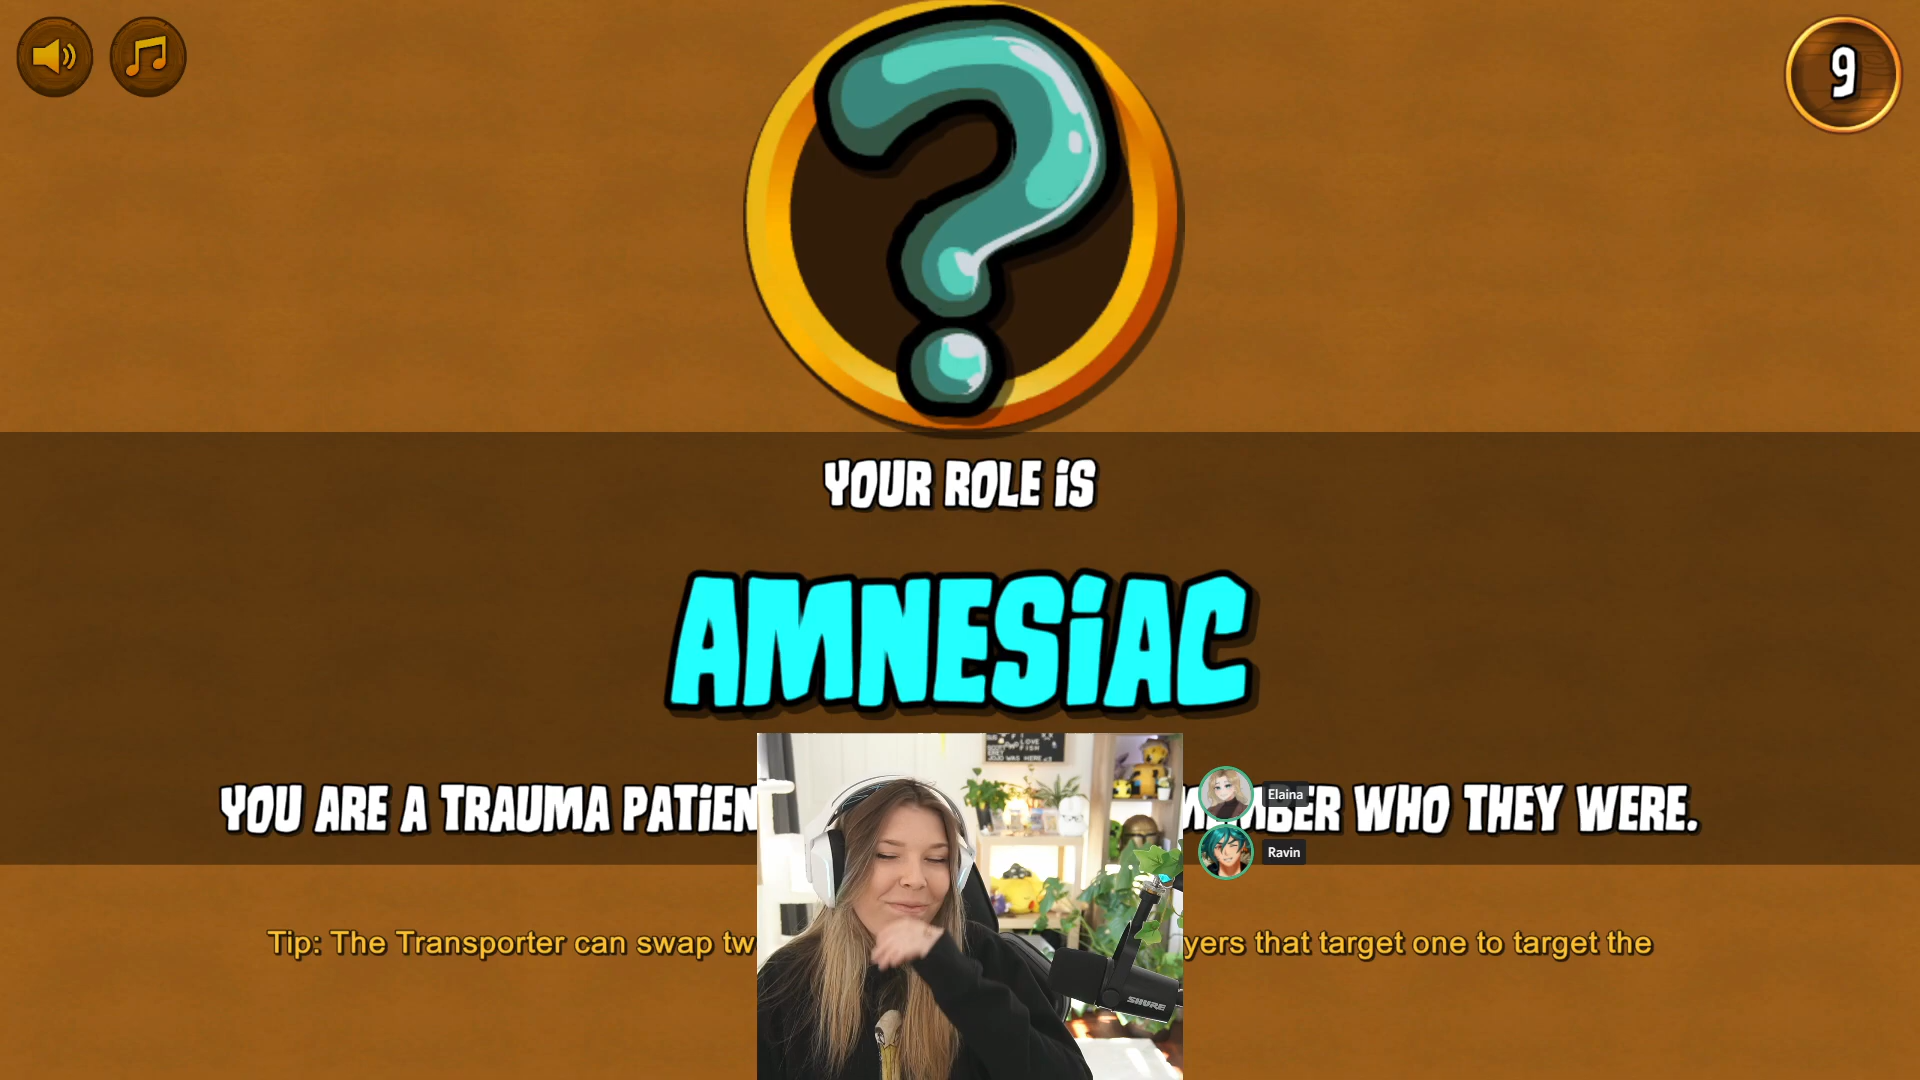 9
YOUR ROLE IS
AMNESIAC
YOU ARE A TRAUMA PATIEN
WHO THEY WERE.
Elaina
Ravin
Tip: The Transporter can swap tw
yers that target one to target the
SHURE